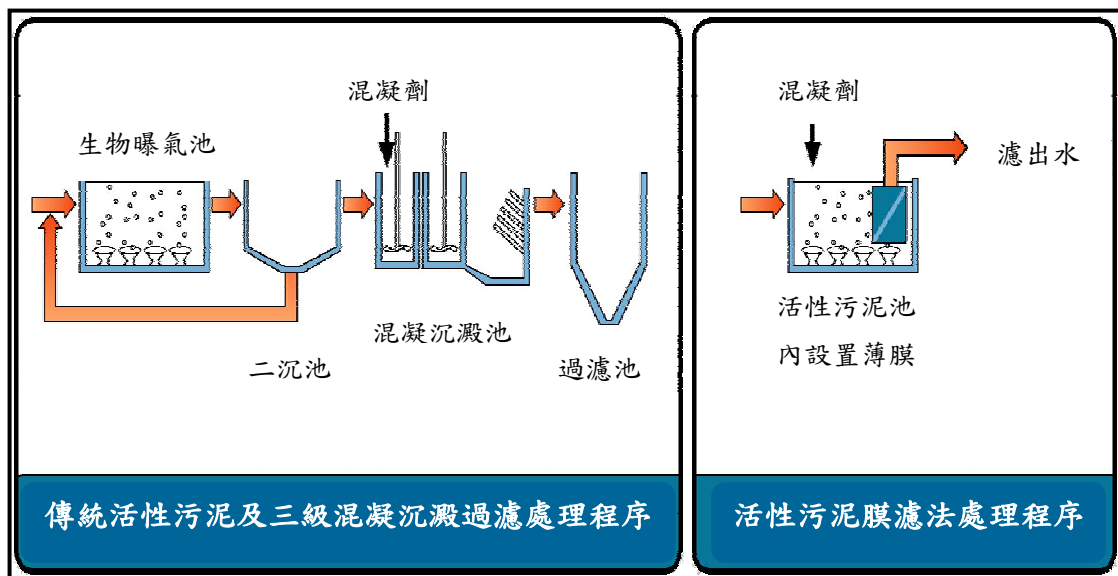 混凝劑
生物曝氣池
混凝沉澱池
二沉池
過濾池
傳統活性污泥及三級混凝沉澱過濾處理程序
混凝劑
濾出水
活性污泥池
內設置薄膜
活性污泥膜濾法處理程序